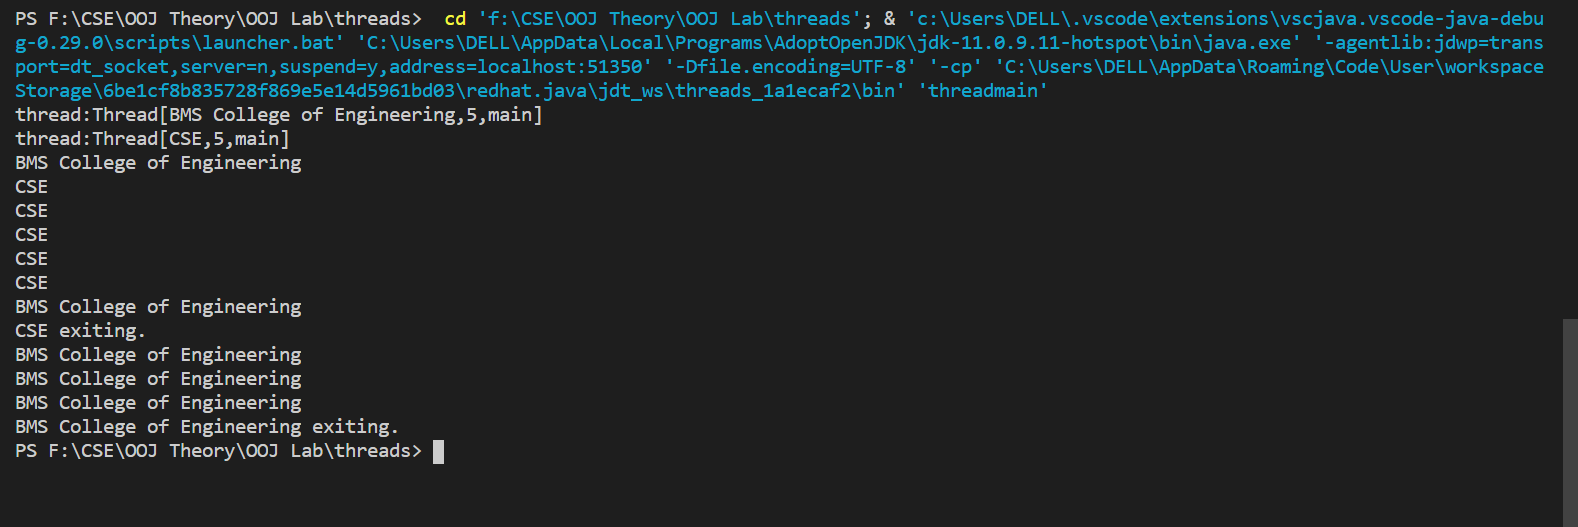 PS F:\CSE\OOJ Theory\OOJ Lab\threads>  cd 'f:\CSE\OOJ Theory\OOJ Lab\threads'; & 'c:\Users\DELL\.vscode\extensions\vscjava.vscode-java-debu
g-0.29.0\scripts\launcher.bat' 'C:\Users\DELL\AppData\Local\Programs\AdoptOpenJDK\jdk-11.0.9.11-hotspot\bin\java.exe' '-agentlib:jdwp=trans
port=dt_socket,server=n,suspend=y,address=localhost:51350' '-Dfile.encoding=UTF-8' '-cp' 'C:\Users\DELL\AppData\Roaming\Code\User\workspace
Storage\6be1cf8b835728f869e5e14d5961bd03\redhat.java\jdt_ws\threads_1a1ecaf2\bin' 'threadmain'
thread:Thread[BMS College of Engineering,5,main]
thread:Thread[CSE,5,main]
BMS College of Engineering
CSE
CSE
CSE
CSE
CSE
BMS College of Engineering
CSE exiting.
BMS College of Engineering
BMS College of Engineering
BMS College of Engineering
BMS College of Engineering exiting.
PS F:\CSE\OOJ Theory\OOJ Lab\threads>